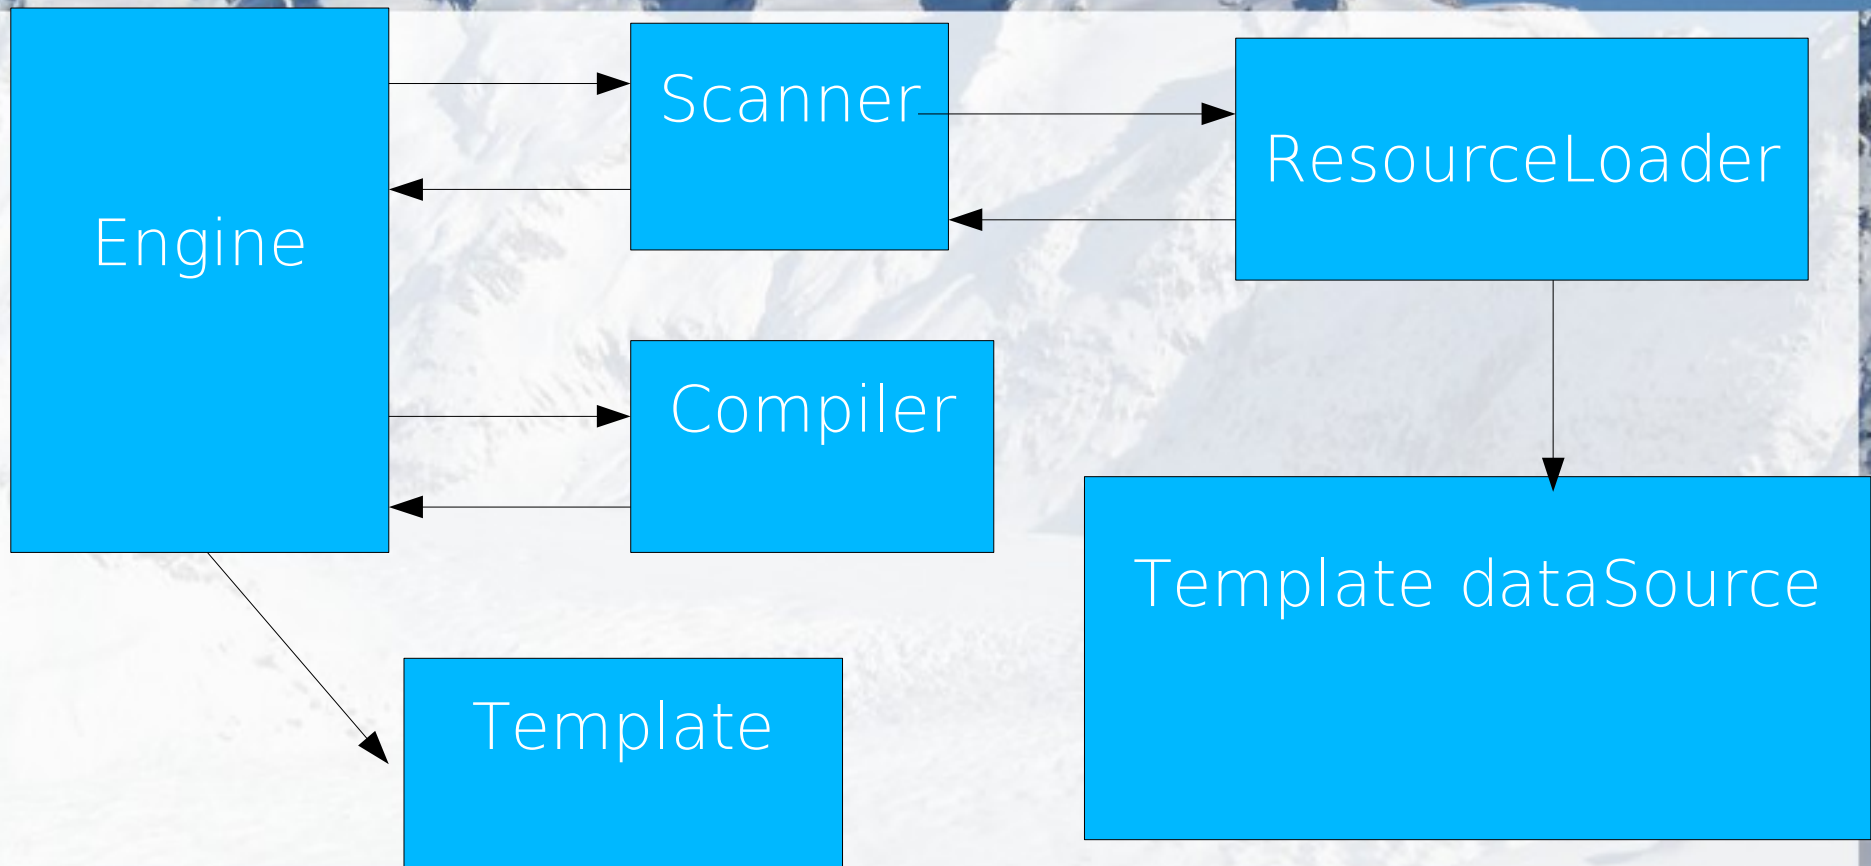 Engine
Scanner
ResourceLoader
Compiler
Template dataSource
Template